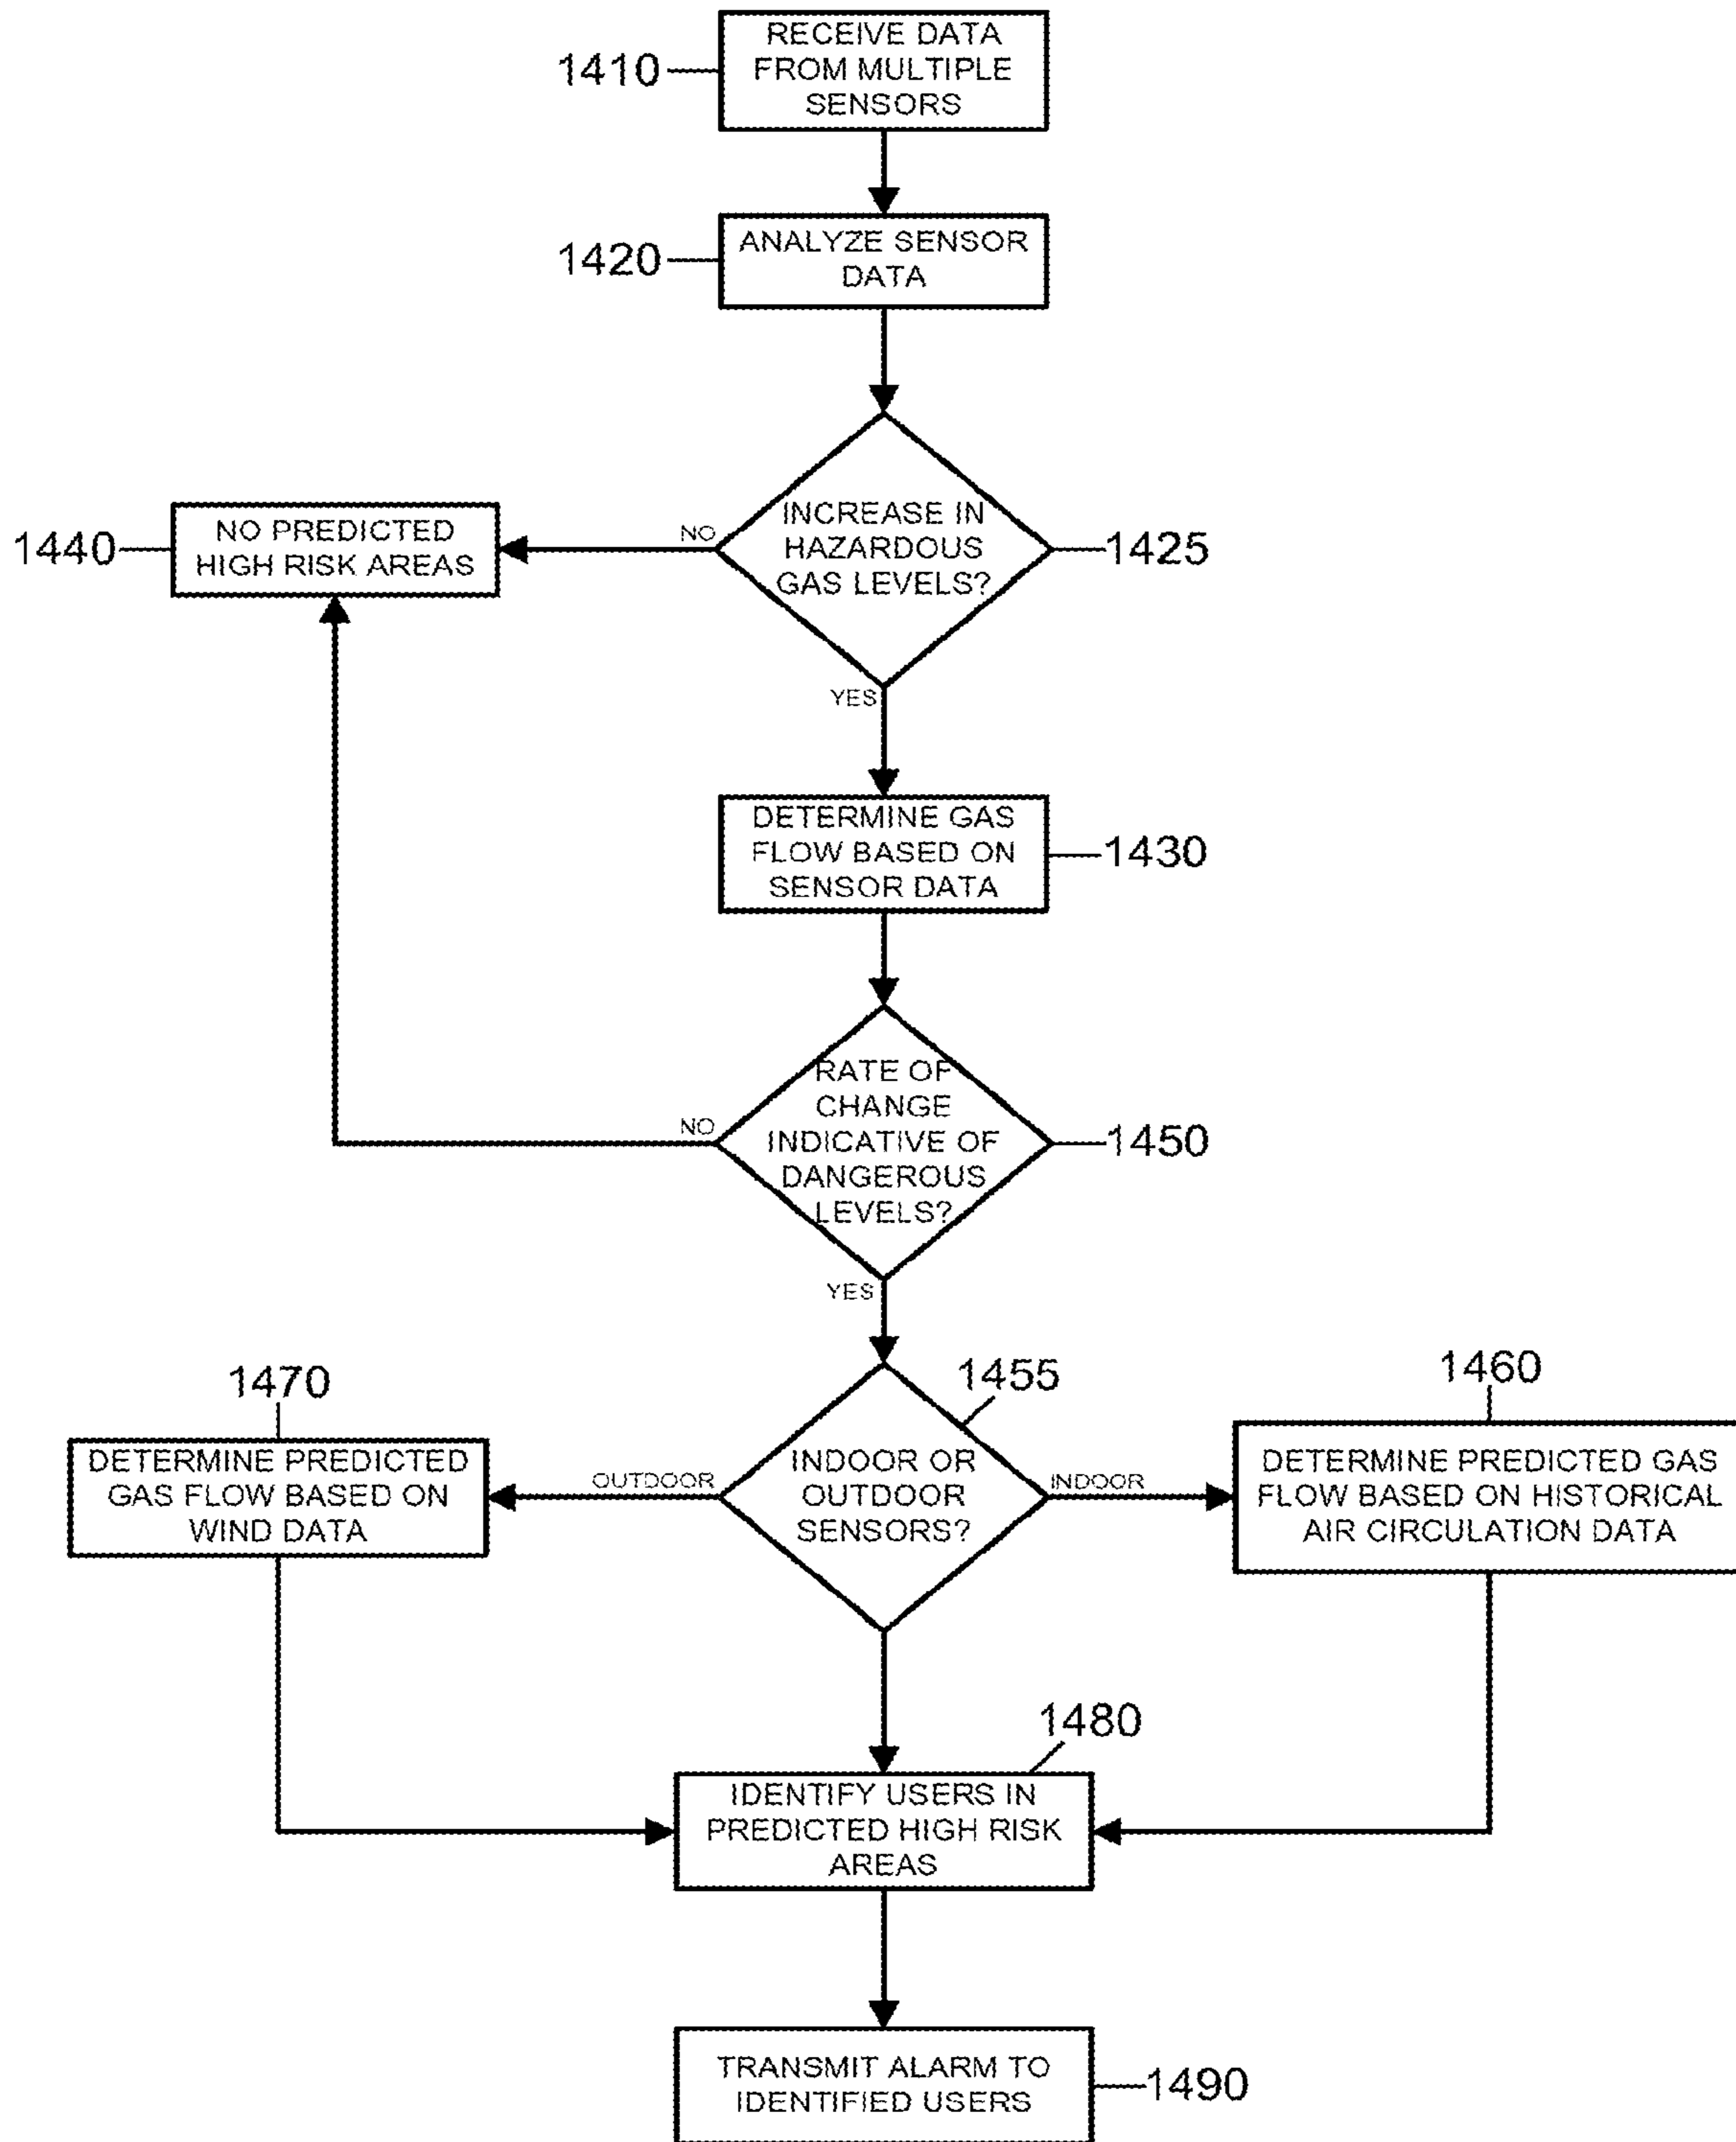 RECEIVE DATA
FROM MULTIPLE
SENSORS
1410
ANALYZE SENSOR
DATA
1420
INCREASE IN
HAZARDOUS
GAS LEVELS?
1425
NO
NO PREDICTED
HIGH RISK AREAS
1440
YES
DETERMINE GAS
FLOW BASED ON
SENSOR DATA
1430
RATE OF
CHANGE
INDICATIVE OF
DANGEROUS
LEVELS?
1450
NO
YES
1455
INDOOR OR
OUTDOOR
SENSORS?
OUTDOOR
INDOOR
1470
DETERMINE PREDICTED
GAS FLOW BASED ON
WIND DATA
1460
DETERMINE PREDICTED GAS
FLOW BASED ON HISTORICAL
AIR CIRCULATION DATA
1480
IDENTIFY USERS IN
PREDICTED HIGH RISK
AREAS
TRANSMIT ALARM TO
IDENTIFIED USERS
1490